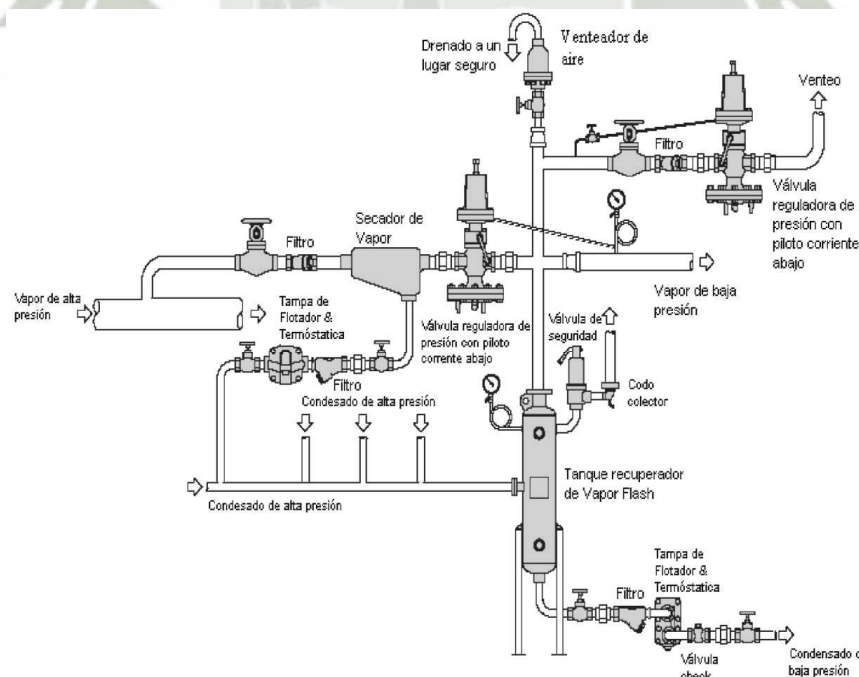 Drenado a un
lugar seguro
Venteador de
aire
Venteo
Filtro
Válvula
reguladora de
presión con
piloto corriente
abajo
Secador de
Vapor
Filtro
Vapor de alta
presión
Vapor de baja
presión
Tampa de
Flotador &
Termóstatica
Válvula reguladora de
presión con piloto
corrente abajo
Válvula de
seguridad
Codo
colector
Filtro
Condesado de alta presión
Condesado de alta presión
Tanque recuperador
de Vapor Flash
Tampa de
Flotador &
Termóstatica
Filtro
Válvula
check
Condensado d
baja presión